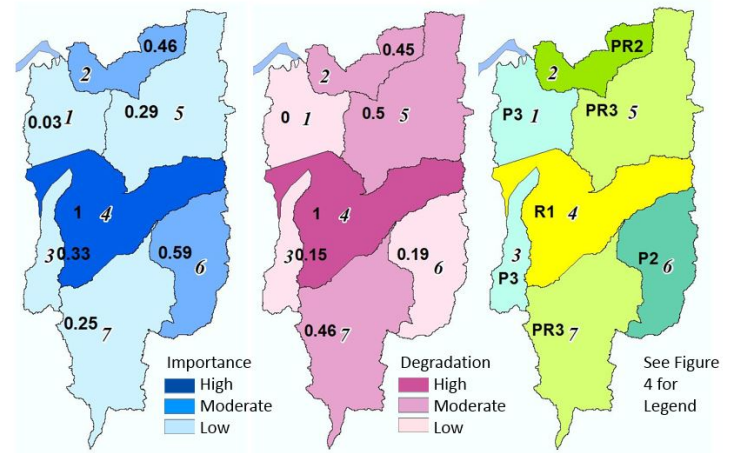 0.46
2
0.03 1
0.29 5
1 4
3 0.33
0.59
6
0.25 7
Importance
High
Moderate
Low
0.45
2
0 1
0.5 5
1 4
3 0.15
0.19
6
0.46 7
Degradation
High
Moderate
Low
PR2
2
P3 1
PR3 5
R1 4
3
P3
P2 6
PR3 7
See Figure
4 for
Legend